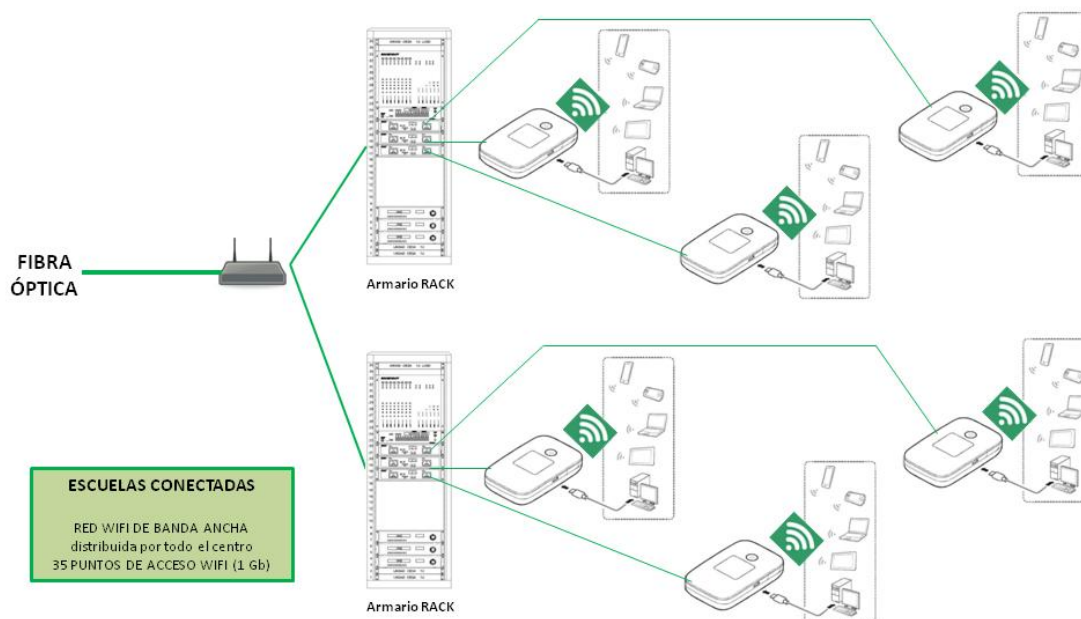 FIBRA
ÓPTICA
Armario RACK
Armario RACK
ESCUELAS CONECTADAS
RED WIFI DE BANDA ANCHA
distribuida por todo el centro
35 PUNTOS DE ACCESO WIFI (1 Gb)